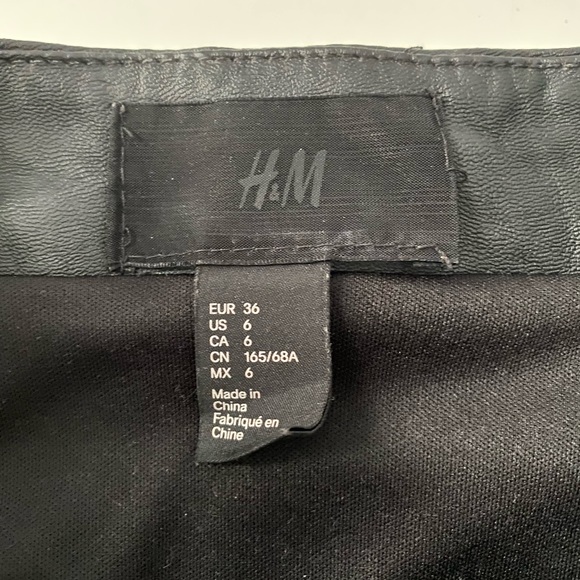 H&M
EUR 36
US 6
CA 6
CN 165/68A
MX 6
Made in
China
Fabriqué en
Chine